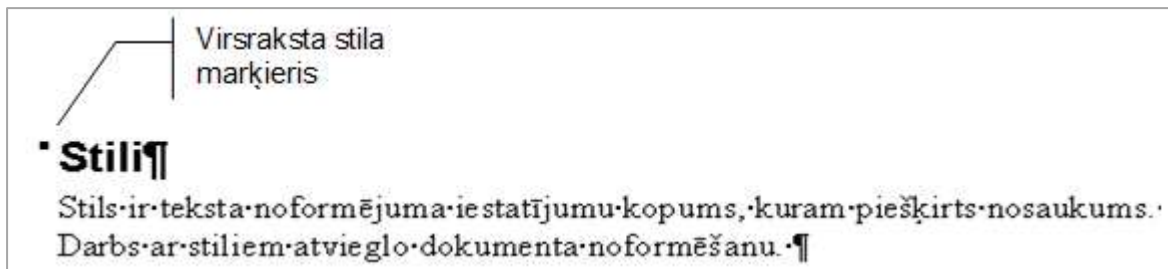 Virsraksta stila
marķieris
▪ Stili¶
Stils·ir·teksta·noformējuma·iestatījumu·kopums,·kuram·piešķirts·nosaukums.·
Darbs·ar·stiliem·atvieglo·dokumenta·noformēšanu.·¶